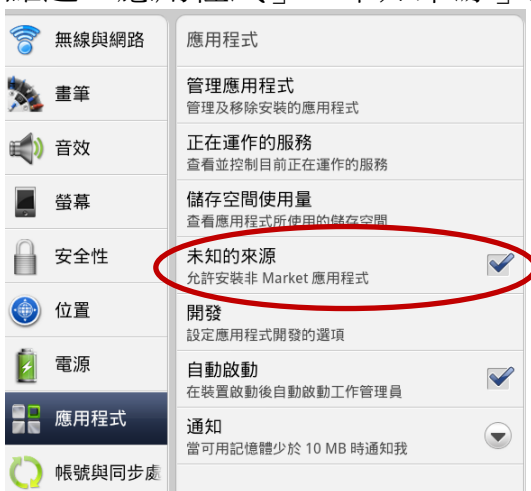 無線與網路
畫筆
音效
螢幕
安全性
位置
電源
應用程式
帳號與同步處
應用程式
管理應用程式
管理及移除安裝的應用程式
正在運作的服務
查看並控制目前正在運作的服務
儲存空間使用量
查看應用程式所使用的儲存空間
未知的來源
允許安裝非 Market 應用程式
開發
設定應用程式開發的選項
自動啟動
在裝置啟動後自動啟動工作管理員
通知
當可用記憶體少於 10 MB 時通知我